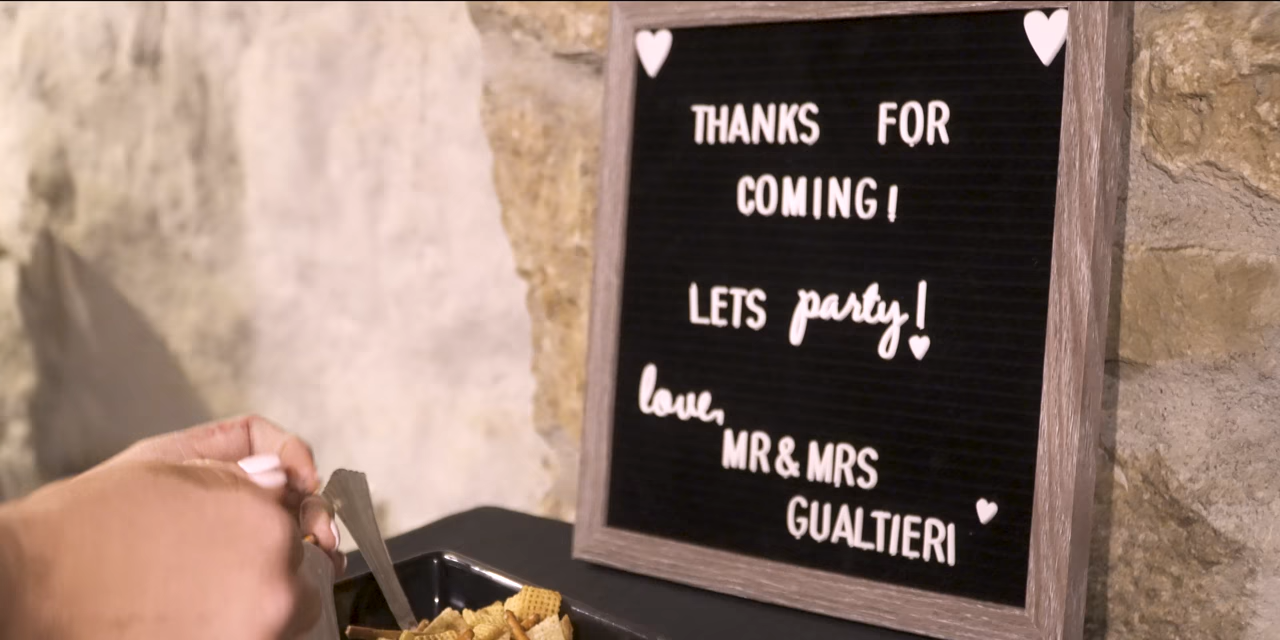 THANKS FOR
COMING!
LETS party!
love,
MR & MRS
GUALTIERI